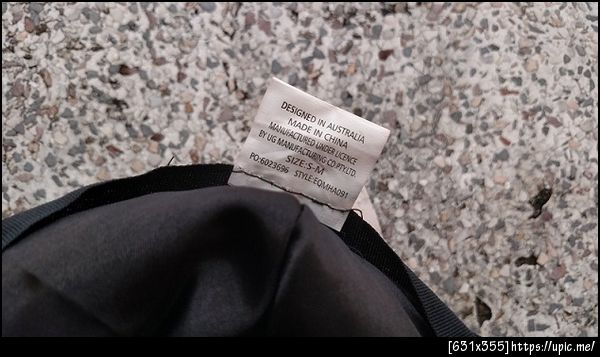 DESIGNED IN AUSTRALIA
MADE IN CHINA
MANUFACTURED UNDER LICENCE
BY UG MANUFACTURING CO PTY.LTD.
SIZE:S-M
PO:6023696 STYLE:EQMHA091
[631x355]https://upic.me/